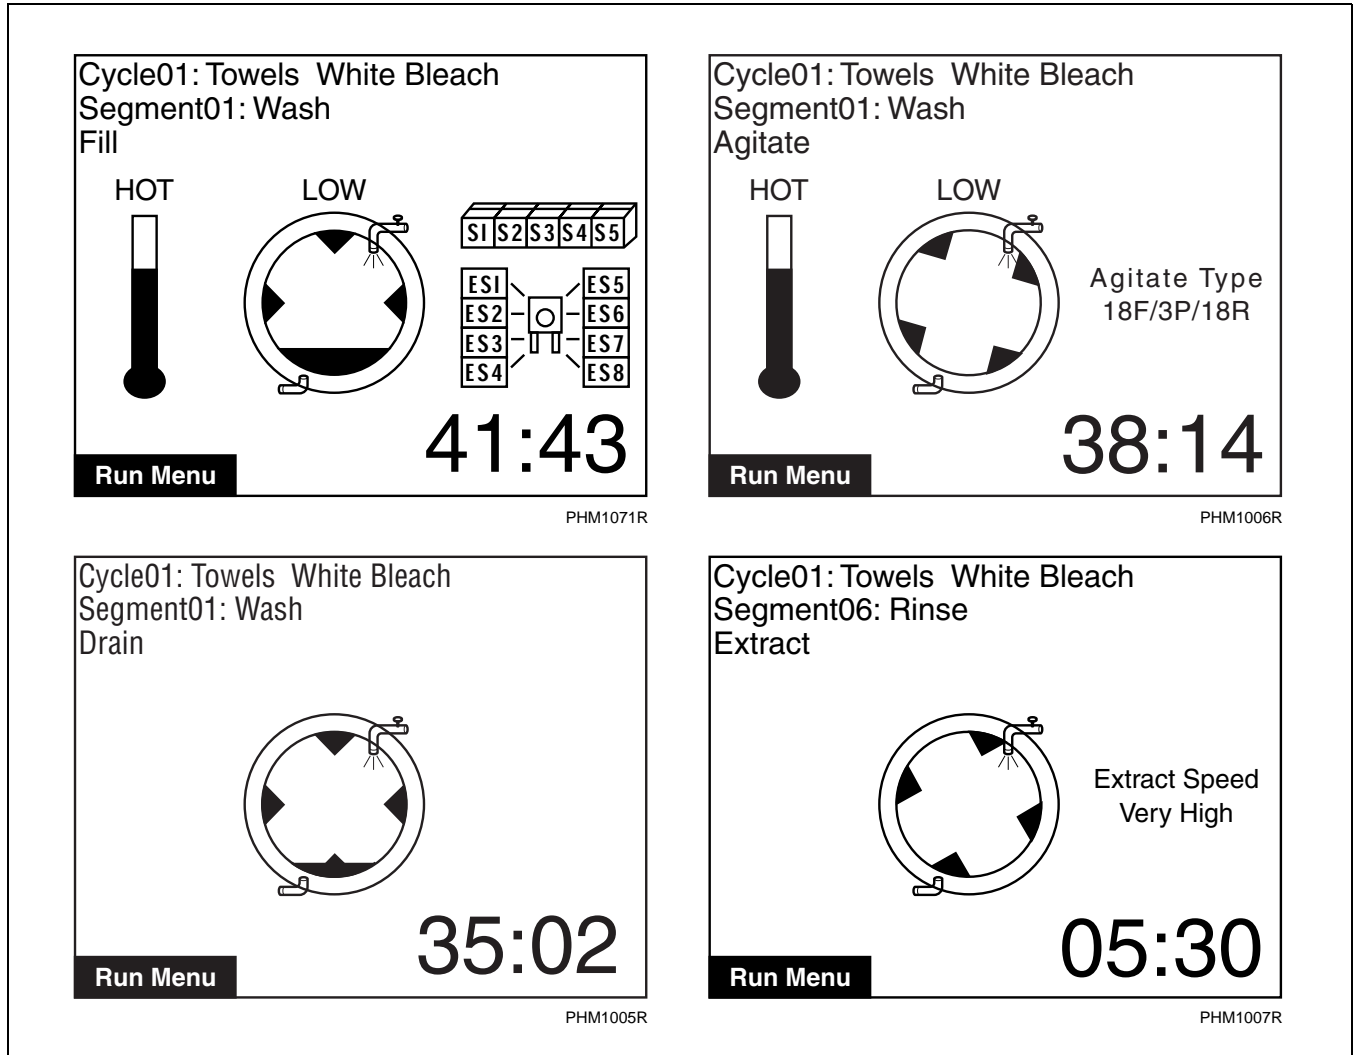 Cycle01: Towels  White Bleach
Segment01: Wash
Fill
HOT
LOW
S1 S2 S3 S4 S5
ES1 ES5
ES2 ES6
ES3 ES7
ES4 ES8
41:43
Run Menu
PHM1071R
Cycle01: Towels  White Bleach
Segment01: Wash
Agitate
HOT
LOW
Agitate Type
18F/3P/18R
38:14
Run Menu
PHM1006R
Cycle01: Towels  White Bleach
Segment01: Wash
Drain
35:02
Run Menu
PHM1005R
Cycle01: Towels  White Bleach
Segment06: Rinse
Extract
Extract Speed
Very High
05:30
Run Menu
PHM1007R